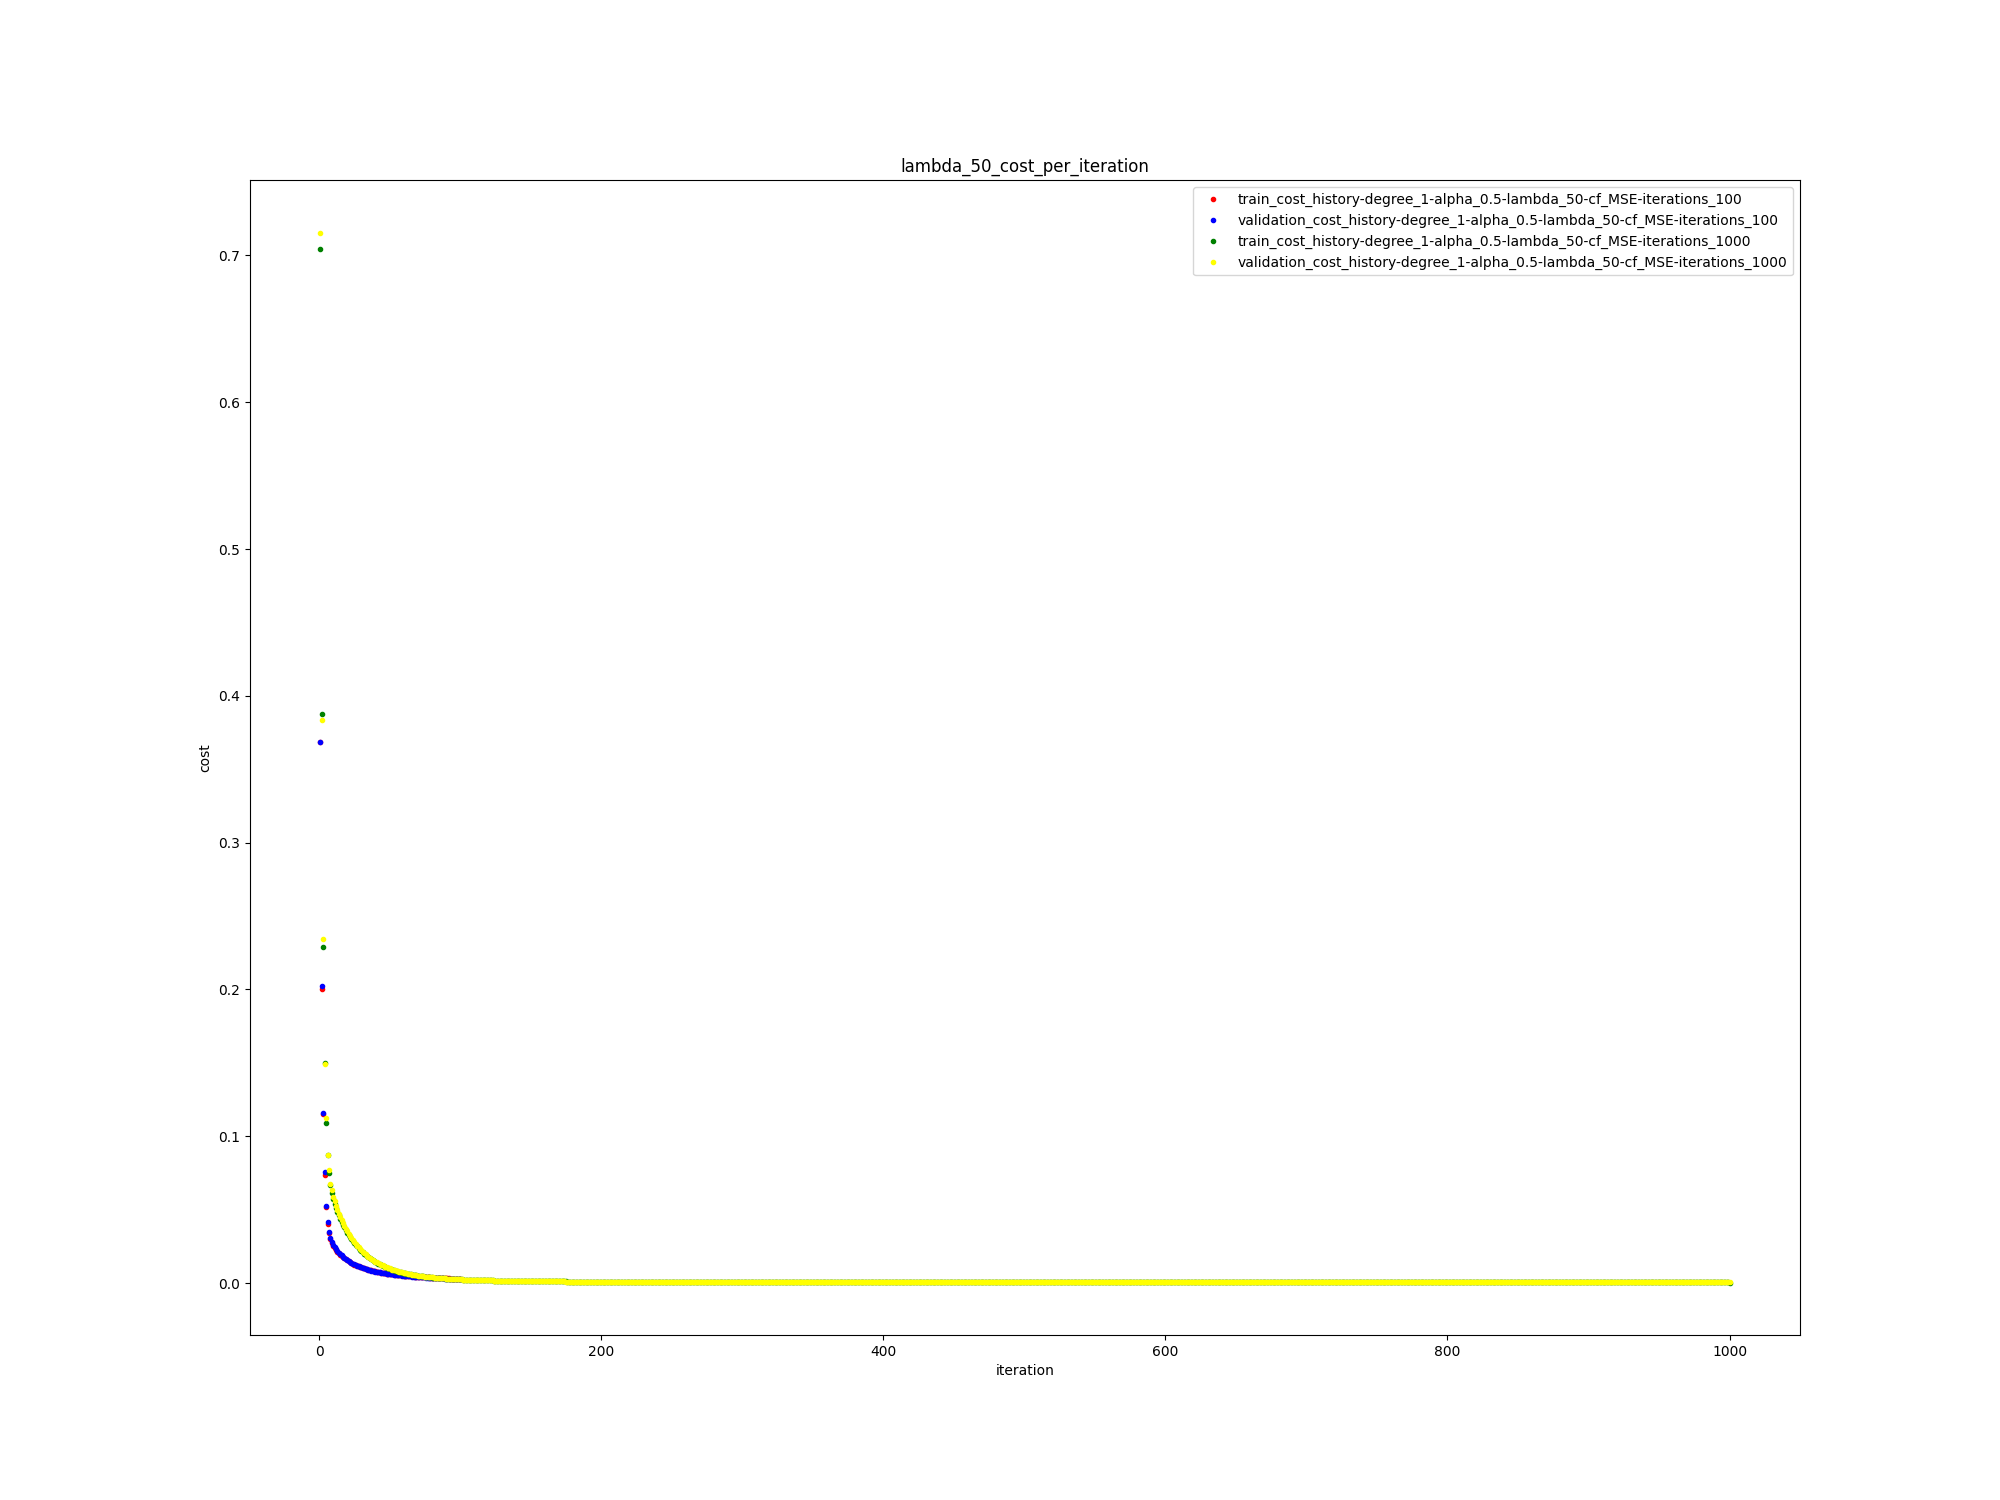 lambda_50_cost_per_iteration
train_cost_history-degree_1-alpha_0.5-lambda_50-cf_MSE-iterations_100
validation_cost_history-degree_1-alpha_0.5-lambda_50-cf_MSE-iterations_100
train_cost_history-degree_1-alpha_0.5-lambda_50-cf_MSE-iterations_1000
validation_cost_history-degree_1-alpha_0.5-lambda_50-cf_MSE-iterations_1000
0.7
0.6
0.5
0.4
cost
0.3
0.2
0.1
0.0
0 200 400 600 800 1000
iteration